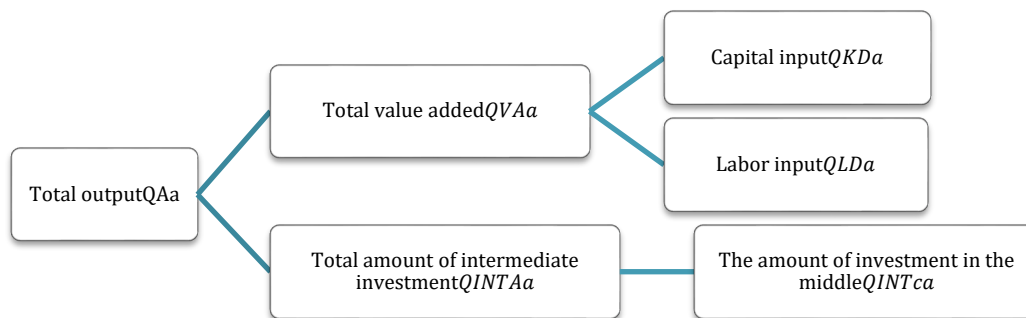 Capital inputQKDa
Total value addedQVAa
Labor inputQLDa
Total outputQAa
Total amount of intermediate
investmentQINTAa
The amount of investment in the
middleQINTca